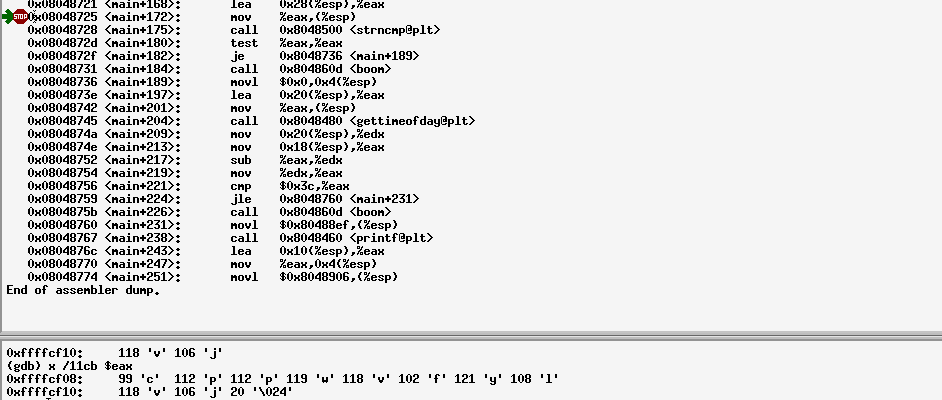 0x08048721 <main+168>: lea 0x28(%esp),%eax
STOP 0x08048725 <main+172>: mov %eax,(%esp)
0x08048728 <main+175>: call 0x8048500 <strncmp@plt>
0x0804872d <main+180>: test %eax,%eax
0x0804872f <main+182>: je 0x8048736 <main+189>
0x08048731 <main+184>: call 0x804860d <boom>
0x08048736 <main+189>: movl $0x0,0x4(%esp)
0x0804873e <main+197>: lea 0x20(%esp),%eax
0x08048742 <main+201>: mov %eax,(%esp)
0x08048745 <main+204>: call 0x8048480 <gettimeofday@plt>
0x0804874a <main+209>: mov 0x20(%esp),%edx
0x0804874e <main+213>: mov 0x18(%esp),%eax
0x08048752 <main+217>: sub %eax,%edx
0x08048754 <main+219>: mov %edx,%eax
0x08048756 <main+221>: cmp $0x3c,%eax
0x08048759 <main+224>: jle 0x8048760 <main+231>
0x0804875b <main+226>: call 0x804860d <boom>
0x08048760 <main+231>: movl $0x80488ef,(%esp)
0x08048767 <main+238>: call 0x8048460 <printf@plt>
0x0804876c <main+243>: lea 0x10(%esp),%eax
0x08048770 <main+247>: mov %eax,0x4(%esp)
0x08048774 <main+251>: movl $0x8048906,(%esp)
End of assembler dump.
0xffffcf10: 118 'v' 106 'j'
(gdb) x /11cb $eax
0xffffcf08: 99 'c' 112 'p' 112 'p' 119 'w' 118 'v' 102 'f' 121 'y' 108 'l'
0xffffcf10: 118 'v' 106 'j' 20 '\024'